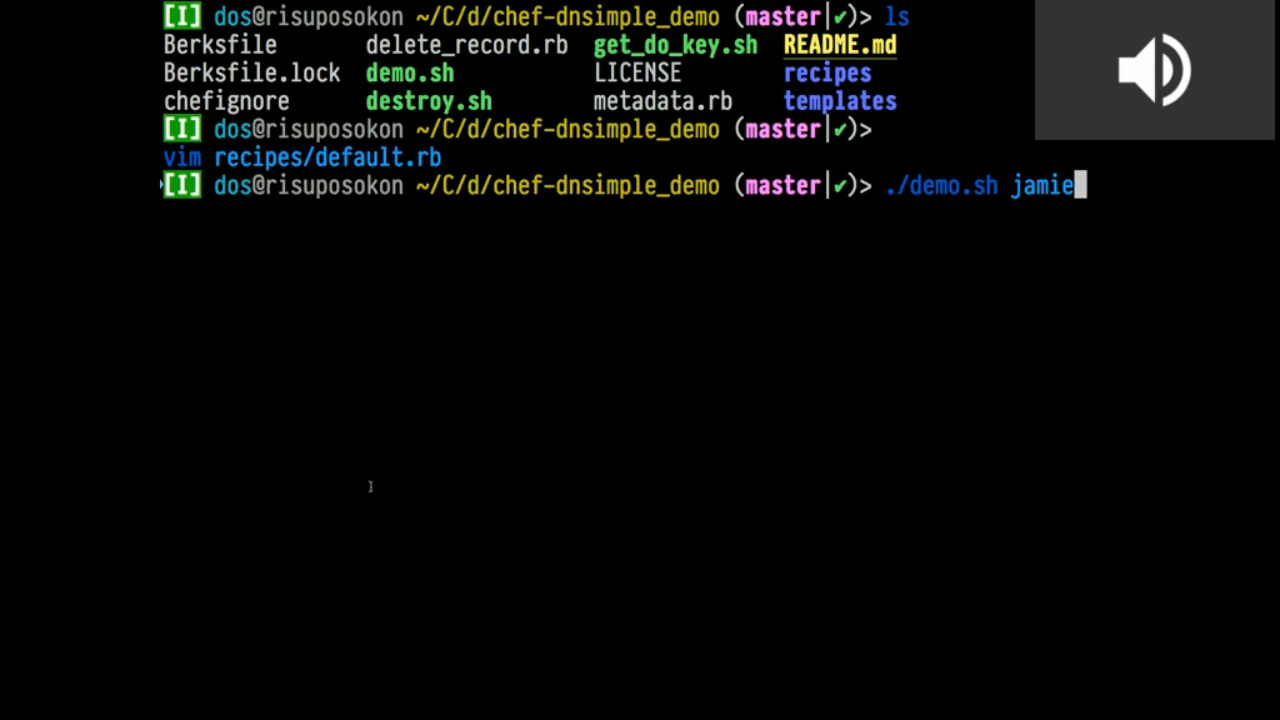 [I] dos@risuposokon ~/C/d/chef-dnsimple_demo (master|✔)> ls
Berksfile delete_record.rb get_do_key.sh README.md
Berksfile.lock demo.sh LICENSE recipes
chefignore destroy.sh metadata.rb templates
[I] dos@risuposokon ~/C/d/chef-dnsimple_demo (master|✔)>
vim recipes/default.rb
[I] dos@risuposokon ~/C/d/chef-dnsimple_demo (master|✔)> ./demo.sh jamie